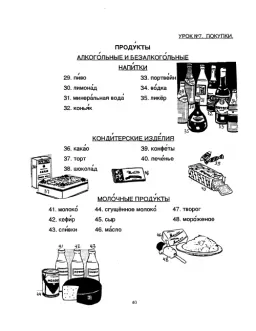 УРОК №7. ПОКУПКИ.
ПРОДУ́КТЫ
АЛКОГО́ЛЬНЫЕ И БЕЗАЛКОГО́ЛЬНЫЕ
НАПИ́ТКИ
29. пи́во 33. портве́йн
30. лимона́д 34. во́дка
31. минера́льная вода́ 35. ликёр
32. конья́к
КОНДИ́ТЕРСКИЕ ИЗДЕ́ЛИЯ
36. кака́о 39. конфе́ты
37. торт 40. пече́нье
38. шокола́д
МОЛО́ЧНЫЕ ПРОДУ́КТЫ
41. молоко́ 44. сгущённое молоко́ 47. творо́г
42. кефи́р 45. сыр 48. моро́женое
43. сли́вки 46. ма́сло
41 42 43